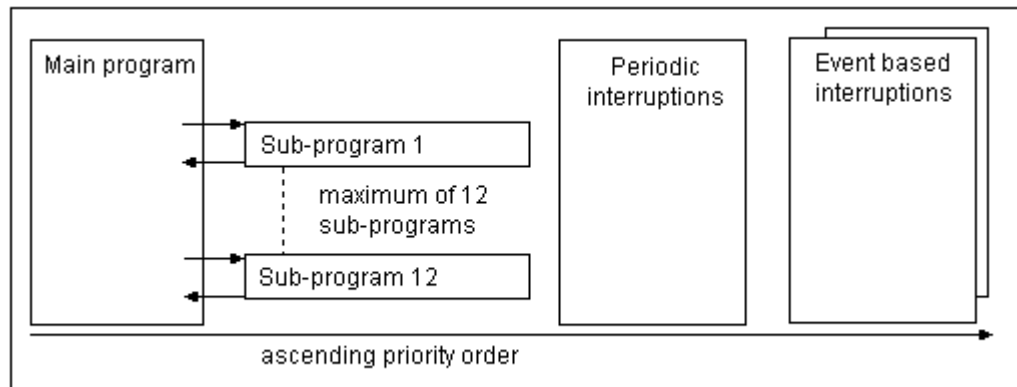 Main program
Sub-program 1
maximum of 12
sub-programs
Sub-program 12
Periodic
interruptions
Event based
interruptions
ascending priority order